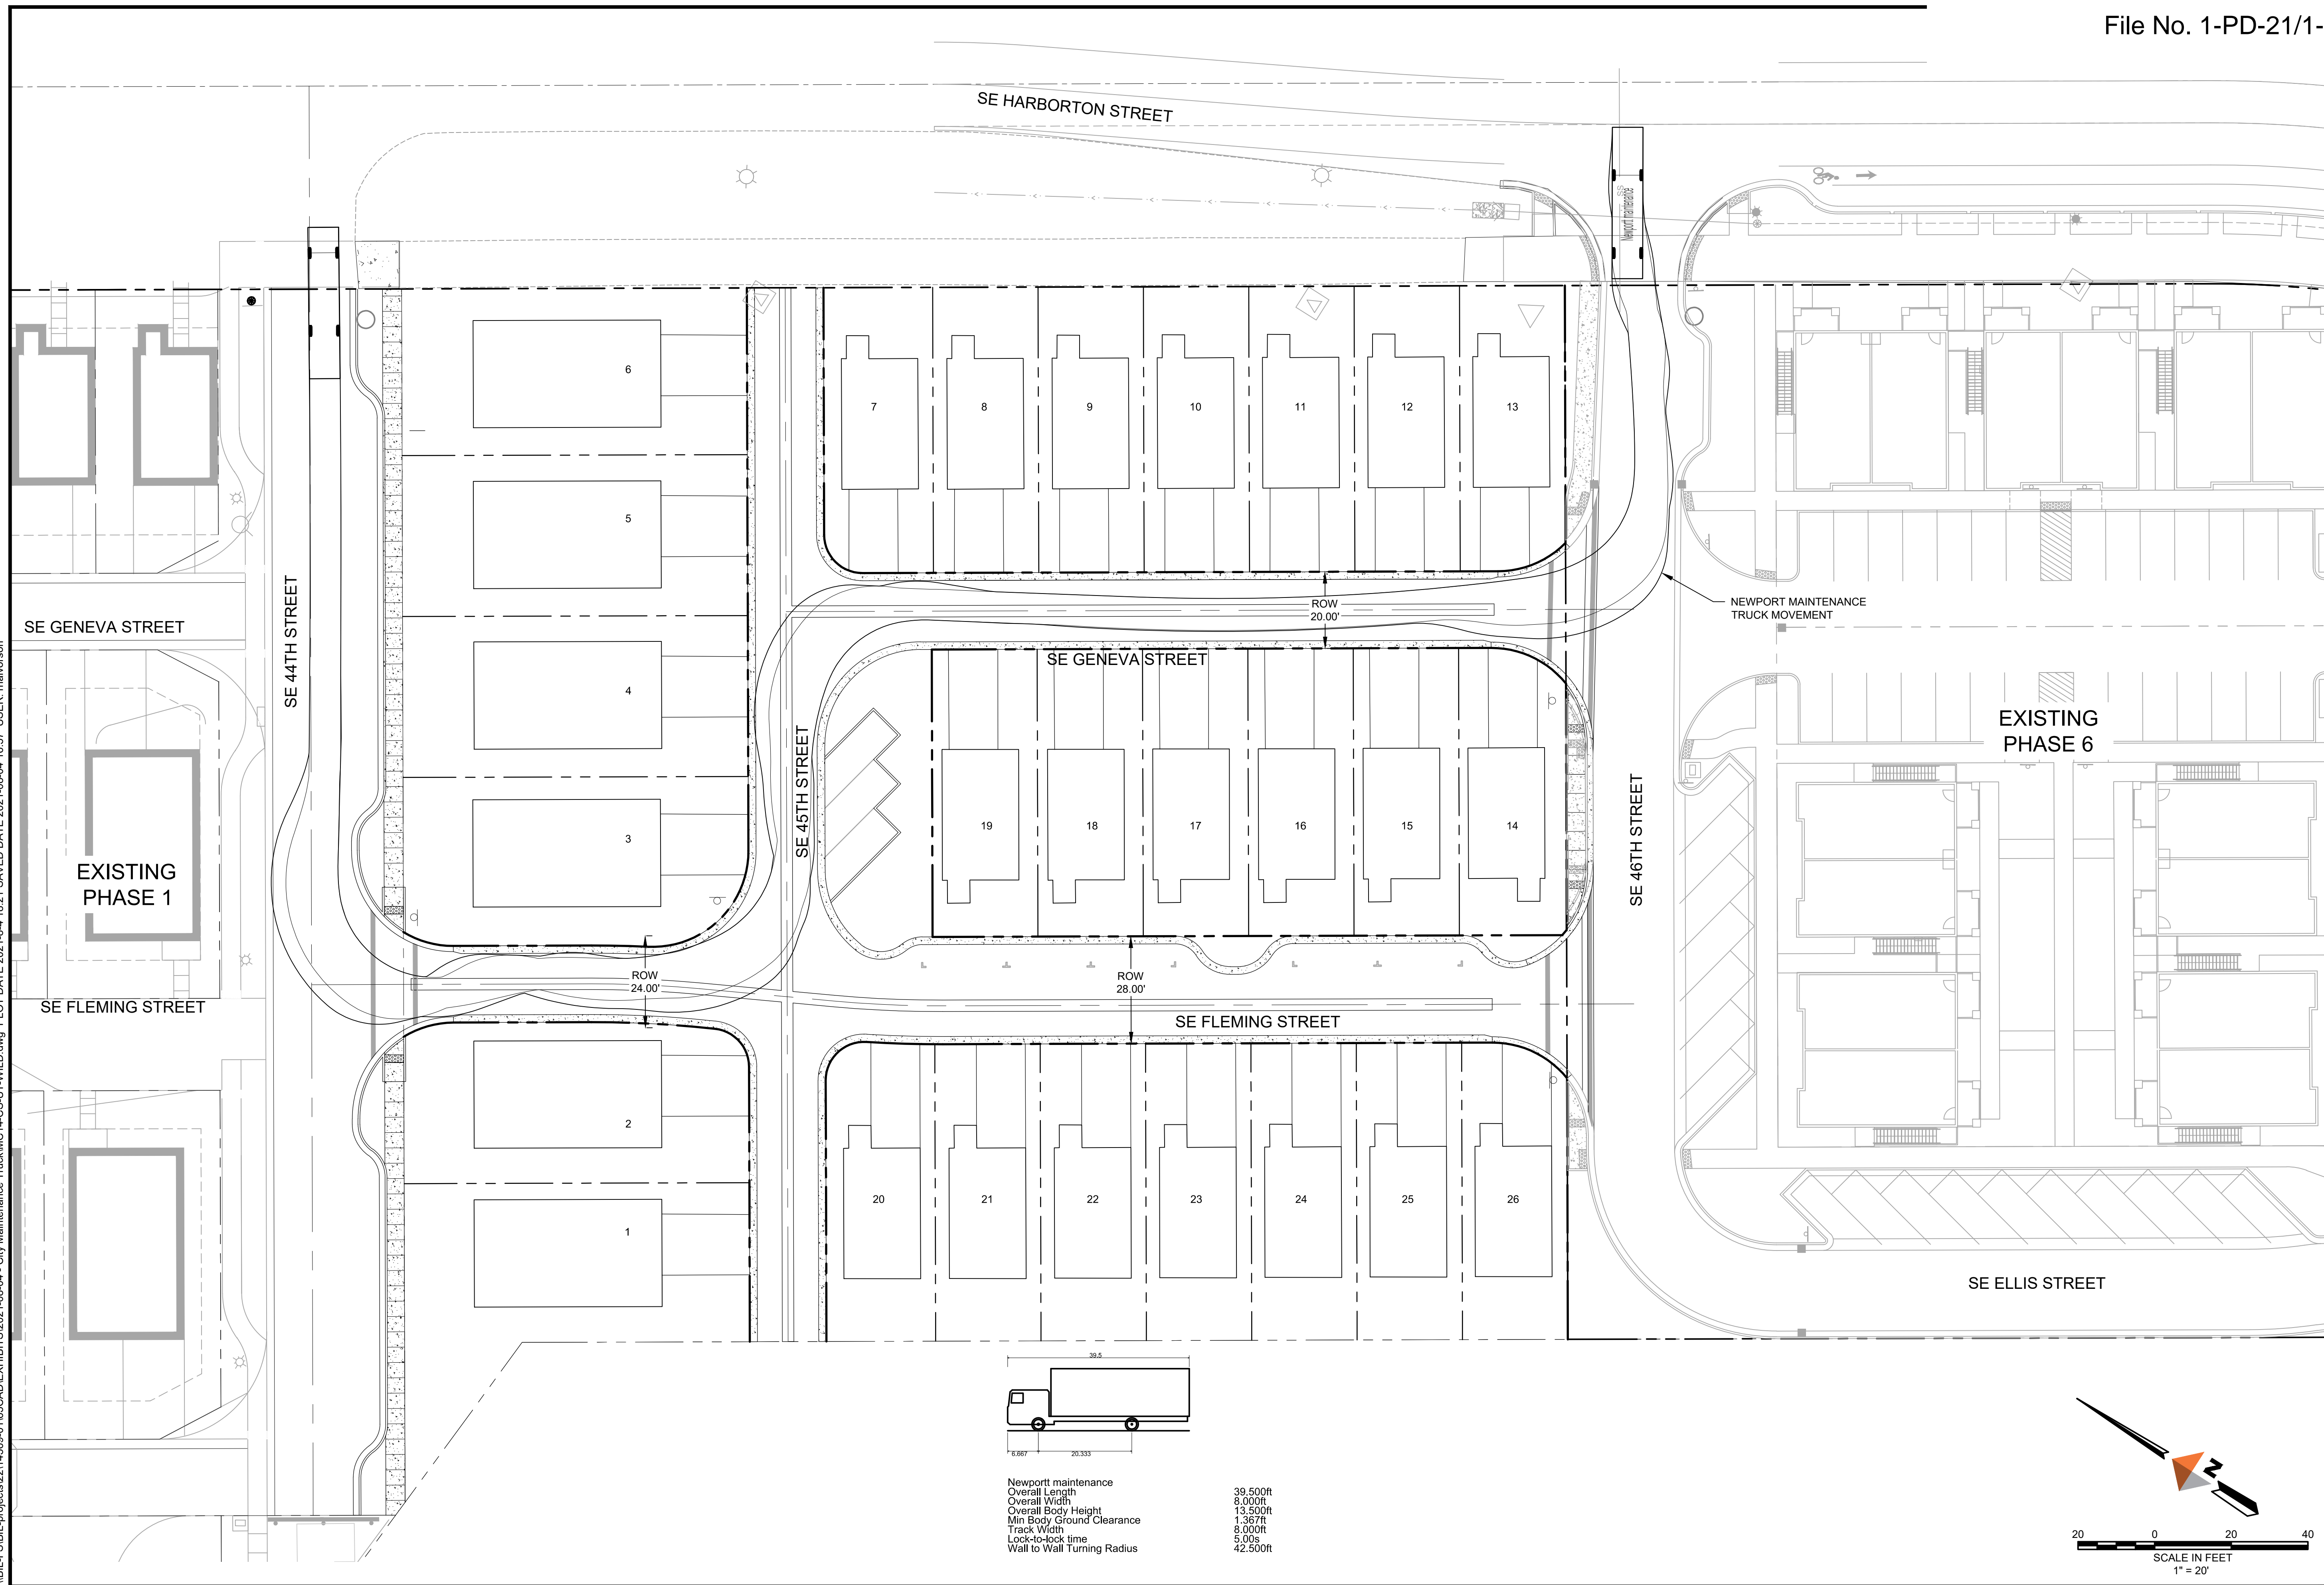 File No. 1-PD-21/1-
SE HARBORTON STREET
Newport maintenance
SS
6
7
8
9
10
11
12
13
5
SE 44TH STREET
NEWPORT MAINTENANCE
TRUCK MOVEMENT
ROW
20.00'
SE GENEVA STREET
SE GENEVA STREET
4
EXISTING
PHASE 6
SE 45TH STREET
19
18
17
16
15
14
3
SE 46TH STREET
EXISTING
PHASE 1
ROW
24.00'
ROW
28.00'
SE FLEMING STREET
SE FLEMING STREET
2
20
21
22
23
24
25
26
1
SE ELLIS STREET
39.5
6.667
20.333
Newportt maintenance
Overall Length 39.500ft
Overall Width 8.000ft
Overall Body Height 13.500ft
Min Body Ground Clearance 1.367ft
Track Width 8.000ft
Lock-to-lock time 5.00s
Wall to Wall Turning Radius 42.500ft
N
20 0 20 40
SCALE IN FEET
1" = 20'